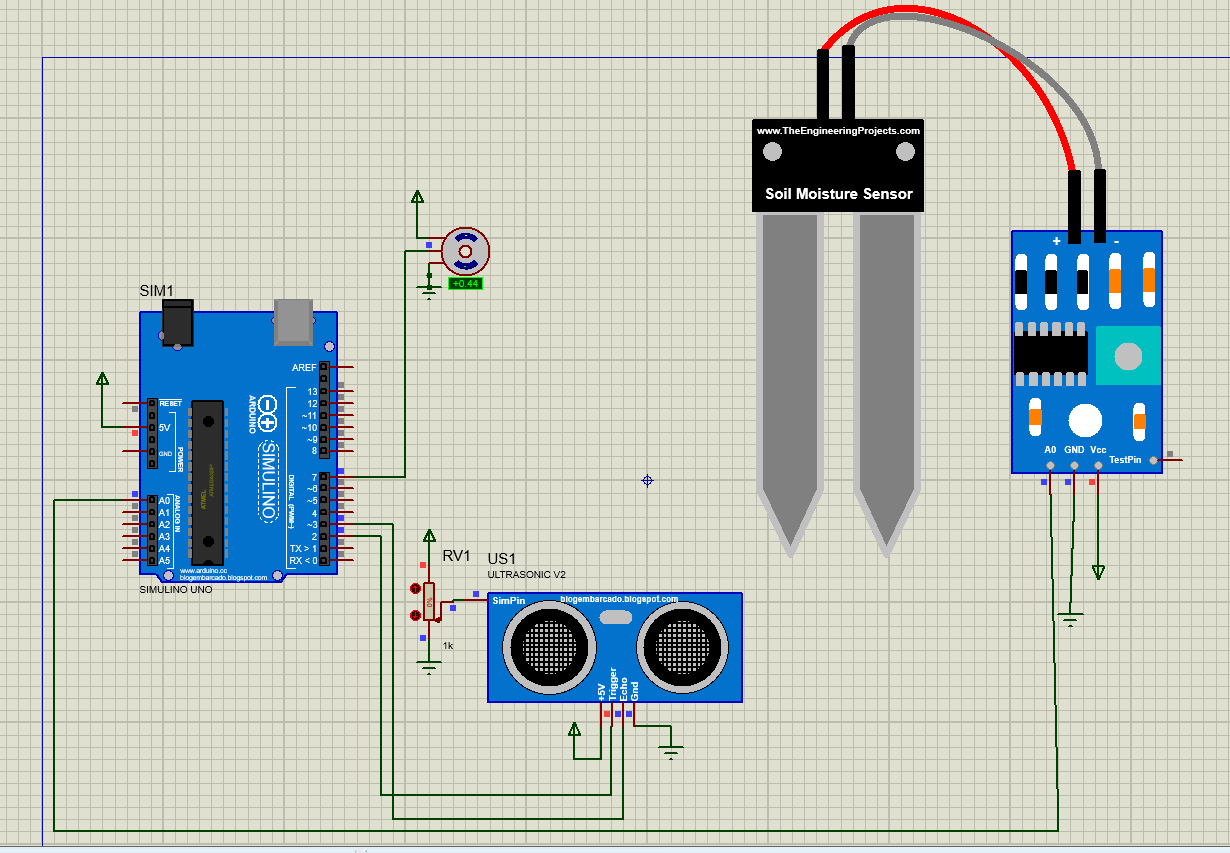 www.TheEngineeringProjects.com
Soil Moisture Sensor
+ -
+0.44
SIM1
AREF
13
12
~11
~10
~9
8
RESET
5V
GND
POWER
ARDUINO
SIMULINO
ATMEL
DIGITAL (PWM~)
7
~6
~5
4
~3
2
TX > 1
RX < 0
A0
A1
A2
A3
A4
A5
ANALOG IN
www.arduino.cc
blogembarcado.blogspot.com
SIMULINO UNO
A0 GND Vcc
TestPin
RV1
0%
1k
US1
ULTRASONIC V2
SimPin
blogembarcado.blogspot.com
+5V
Trigger
Echo
Gnd